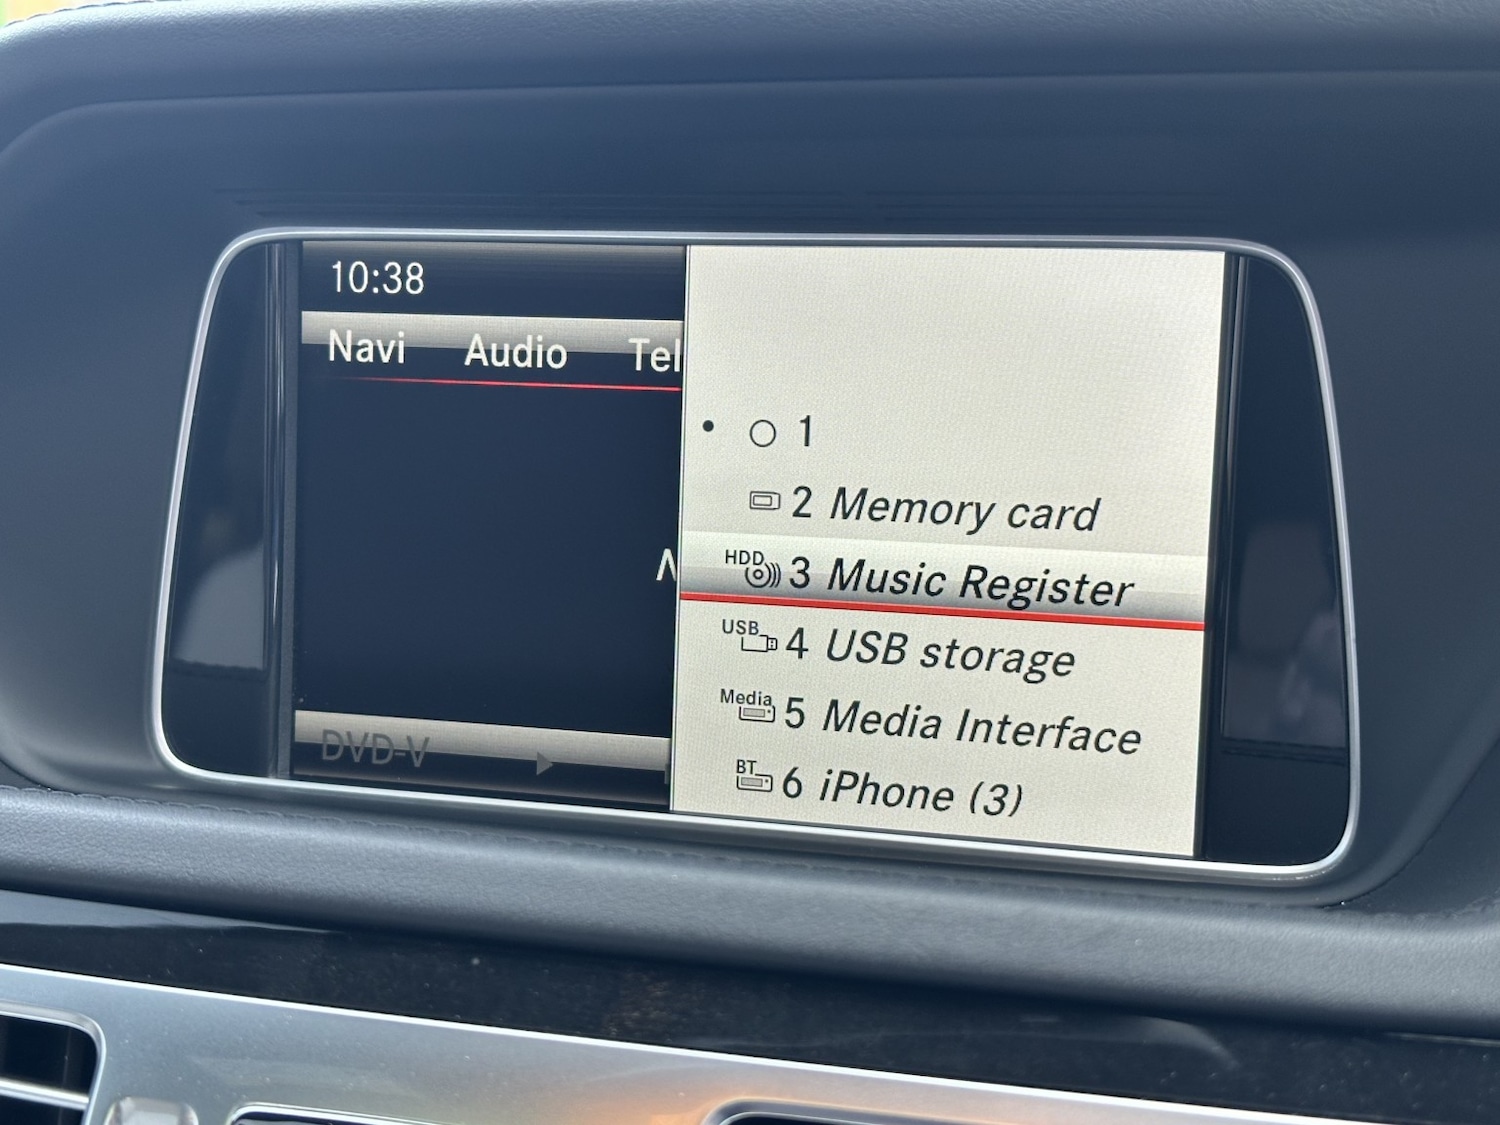 10:38
Navi Audio Tel
1
2 Memory card
HDD 3 Music Register
USB 4 USB storage
Media 5 Media Interface
BT 6 iPhone (3)
DVD-V